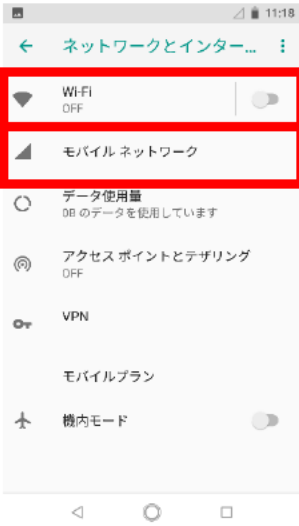 11:18
ネットワークとインター...
Wi-Fi
OFF
モバイル ネットワーク
データ使用量
0B のデータを使用しています
アクセス ポイントとテザリング
OFF
VPN
モバイルプラン
機内モード